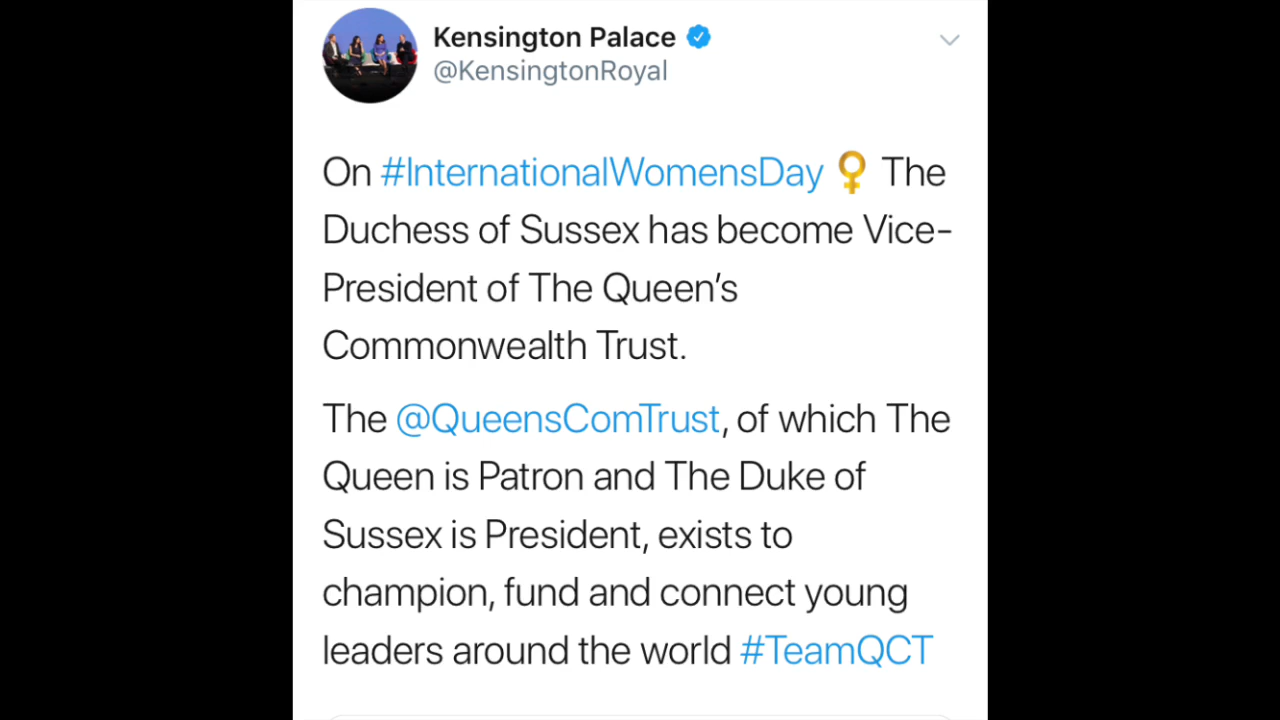 Kensington Palace
@KensingtonRoyal
On #InternationalWomensDay ♀ The
Duchess of Sussex has become Vice-
President of The Queen’s
Commonwealth Trust.
The @QueensComTrust, of which The
Queen is Patron and The Duke of
Sussex is President, exists to
champion, fund and connect young
leaders around the world #TeamQCT